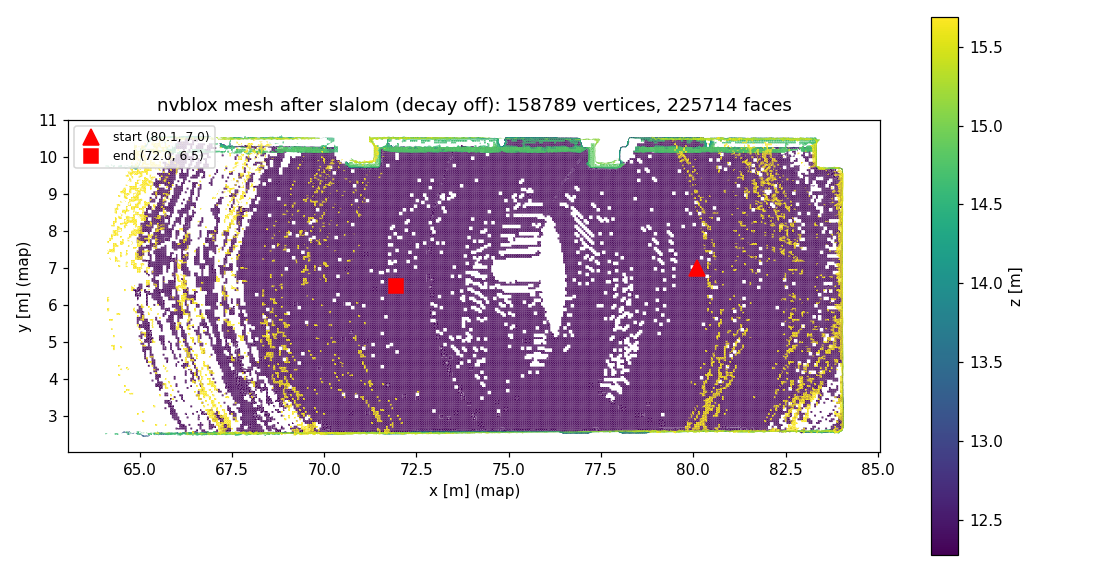 nvblox mesh after slalom (decay off): 158789 vertices, 225714 faces
start (80.1, 7.0)
end (72.0, 6.5)
11
10
9
8
7
6
5
4
3
y [m] (map)
65.0 67.5 70.0 72.5 75.0 77.5 80.0 82.5 85.0
x [m] (map)
15.5
15.0
14.5
14.0
13.5
13.0
12.5
z [m]